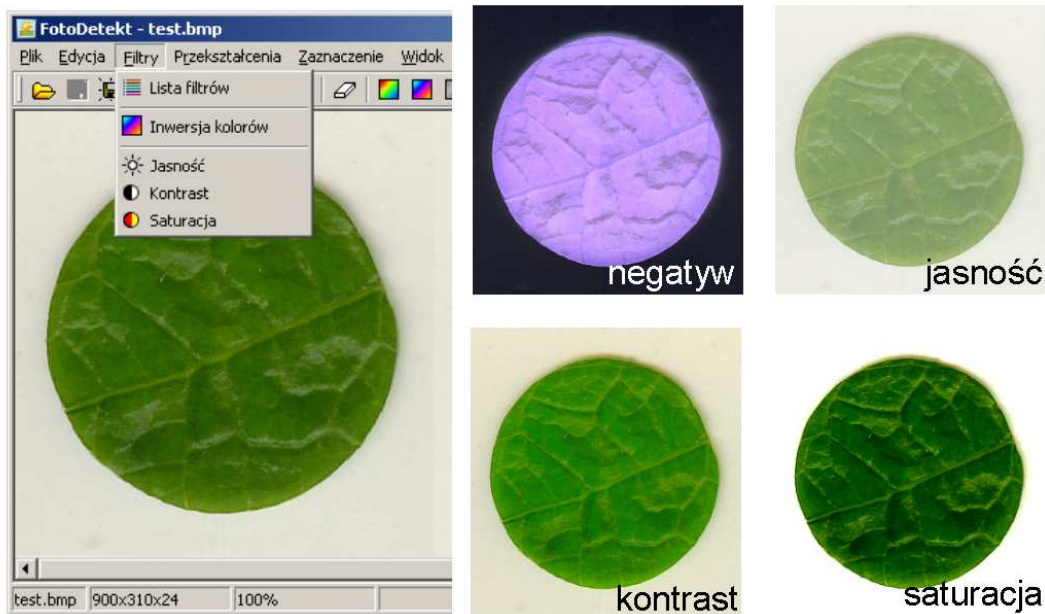 FotoDetekt - test.bmp
Plik Edycja Filtry Przekształcenia Zaznaczenie Widok
Lista filtrów
Inwersja kolorów
Jasność
Kontrast
Saturacja
test.bmp 900x310x24 100%
negatyw
jasność
kontrast
saturacja